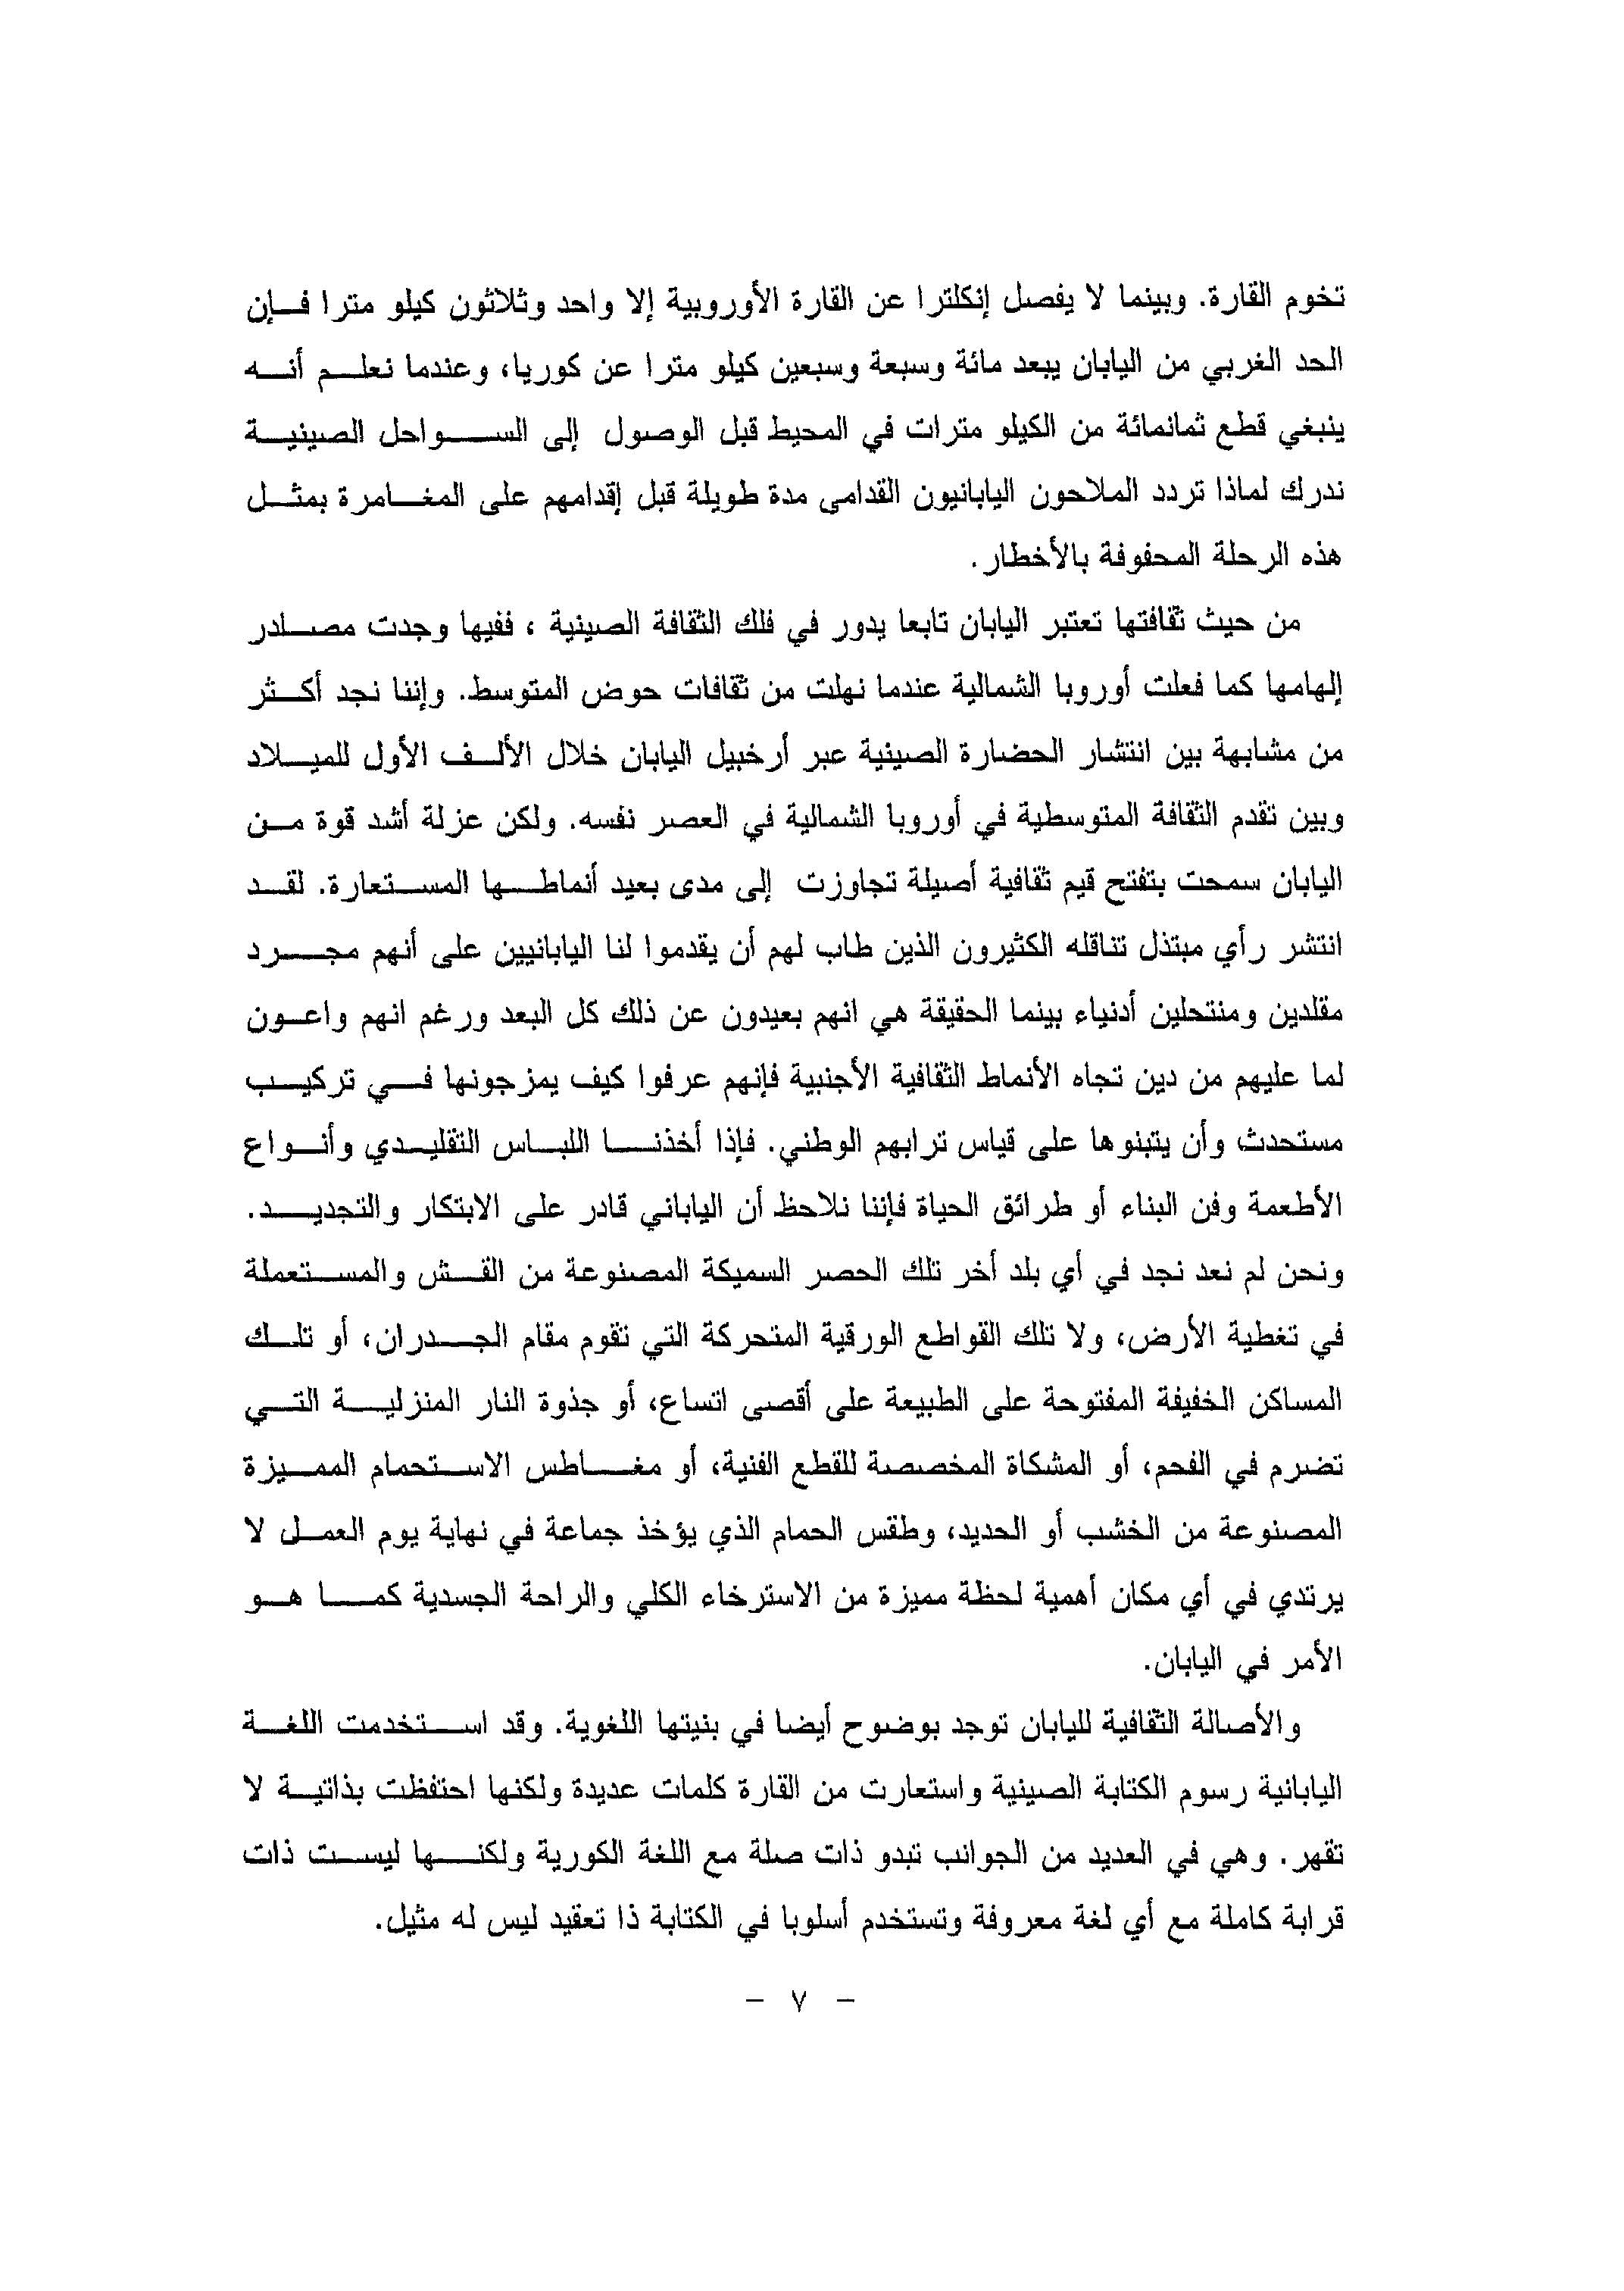 تخوم القارة. وبينما لا يفصل إنكلترا عن القارة الأوروبية إلا واحد وثلاثون كيلو مترا فإن
الحد الغربي من اليابان يبعد مائة وسبعة وسبعين كيلو مترا عن كوريا، وعندما نعلم أنه
ينبغي قطع ثمانمائة من الكيلو مترات في المحيط قبل الوصول إلى السواحل الصينية
ندرك لماذا تردد الملاحون اليابانيون القدامى مدة طويلة قبل إقدامهم على المغامرة بمثل
هذه الرحلة المحفوفة بالأخطار.
من حيث ثقافتها تعتبر اليابان تابعا يدور في فلك الثقافة الصينية ، ففيها وجدت مصادر
إلهامها كما فعلت أوروبا الشمالية عندما نهلت من ثقافات حوض المتوسط. وإننا نجد أكثر
من مشابهة بين انتشار الحضارة الصينية عبر أرخبيل اليابان خلال الألف الأول للميلاد
وبين تقدم الثقافة المتوسطية في أوروبا الشمالية في العصر نفسه. ولكن عزلة أشد قوة من
اليابان سمحت بتفتح قيم ثقافية أصيلة تجاوزت إلى مدى بعيد أنماطها المستعارة. لقد
انتشر رأي مبتذل تناقله الكثيرون الذين طاب لهم أن يقدموا لنا اليابانيين على أنهم مجرد
مقلدين ومنتحلين أدنياء بينما الحقيقة هي انهم بعيدون عن ذلك كل البعد ورغم انهم واعون
لما عليهم من دين تجاه الأنماط الثقافية الأجنبية فإنهم عرفوا كيف يمزجونها في تركيب
مستحدث وأن يتبنوها على قياس ترابهم الوطني. فإذا أخذنا اللباس التقليدي وأنواع
الأطعمة وفن البناء أو طرائق الحياة فإننا نلاحظ أن الياباني قادر على الابتكار والتجديد.
ونحن لم نعد نجد في أي بلد أخر تلك الحصر السميكة المصنوعة من القش والمستعملة
في تغطية الأرض، ولا تلك القواطع الورقية المتحركة التي تقوم مقام الجدران، أو تلك
المساكن الخفيفة المفتوحة على الطبيعة على أقصى اتساع، أو جذوة النار المنزلية التي
تضرم في الفحم، أو المشكاة المخصصة للقطع الفنية، أو مغاطس الاستحمام المميزة
المصنوعة من الخشب أو الحديد، وطقس الحمام الذي يؤخذ جماعة في نهاية يوم العمل لا
يرتدي في أي مكان أهمية لحظة مميزة من الاسترخاء الكلي والراحة الجسدية كما هو
الأمر في اليابان.
والأصالة الثقافية لليابان توجد بوضوح أيضا في بنيتها اللغوية. وقد استخدمت اللغة
اليابانية رسوم الكتابة الصينية واستعارت من القارة كلمات عديدة ولكنها احتفظت بذاتية لا
تقهر. وهي في العديد من الجوانب تبدو ذات صلة مع اللغة الكورية ولكنها ليست ذات
قرابة كاملة مع أي لغة معروفة وتستخدم أسلوبا في الكتابة ذا تعقيد ليس له مثيل.
- ٧ -